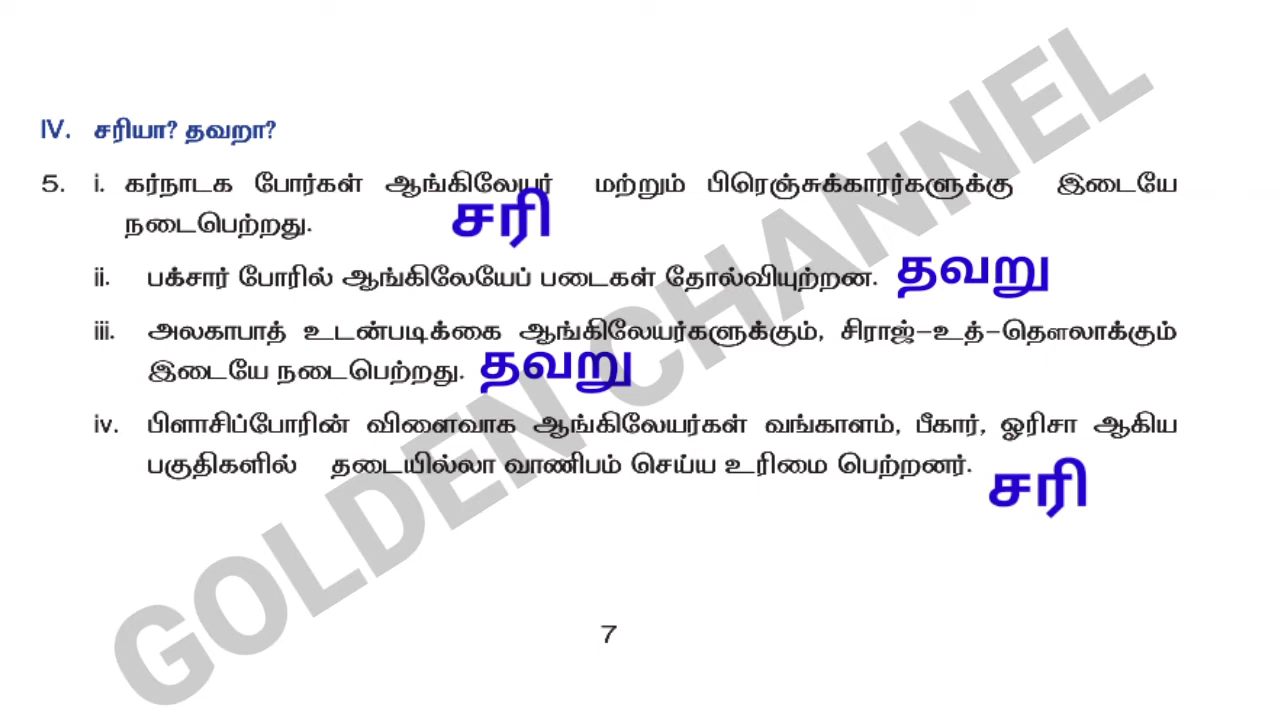 IV. சரியா? தவறா?
5. i. கர்நாடக போர்கள் ஆங்கிலேயர் மற்றும் பிரெஞ்சுக்காரர்களுக்கு இடையே
நடைபெற்றது. சரி
ii. பக்சார் போரில் ஆங்கிலேயேப் படைகள் தோல்வியுற்றன. தவறு
iii. அலகாபாத் உடன்படிக்கை ஆங்கிலேயர்களுக்கும், சிராஜ்-உத்-தௌலாக்கும்
இடையே நடைபெற்றது. தவறு
iv. பிளாசிப்போரின் விளைவாக ஆங்கிலேயர்கள் வங்காளம், பீகார், ஓரிசா ஆகிய
பகுதிகளில் தடையில்லா வாணிபம் செய்ய உரிமை பெற்றனர். சரி
7
GOLDEN CHANNEL